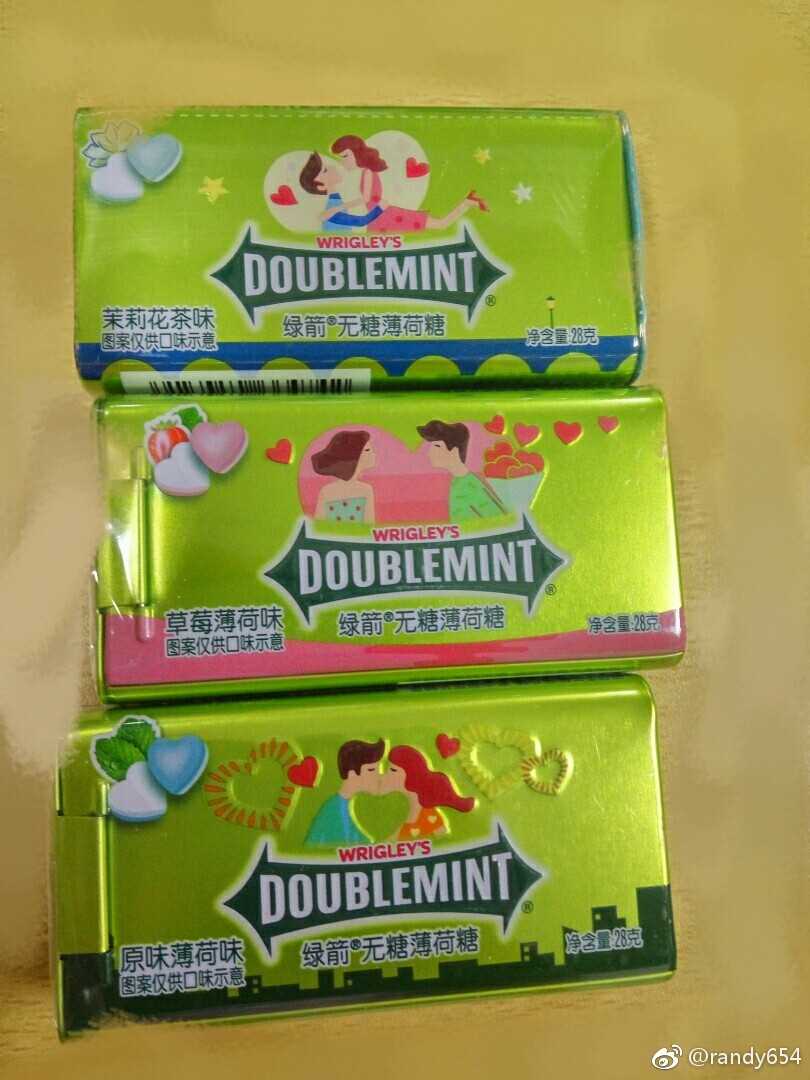 WRIGLEY'S
DOUBLEMINT®
茉莉花茶味
图案仅供口味示意
绿箭®无糖薄荷糖
净含量:28克
WRIGLEY'S
DOUBLEMINT®
草莓薄荷味
图案仅供口味示意
绿箭®无糖薄荷糖
净含量:28克
WRIGLEY'S
DOUBLEMINT®
原味薄荷味
图案仅供口味示意
绿箭®无糖薄荷糖
净含量:28克
@randy654